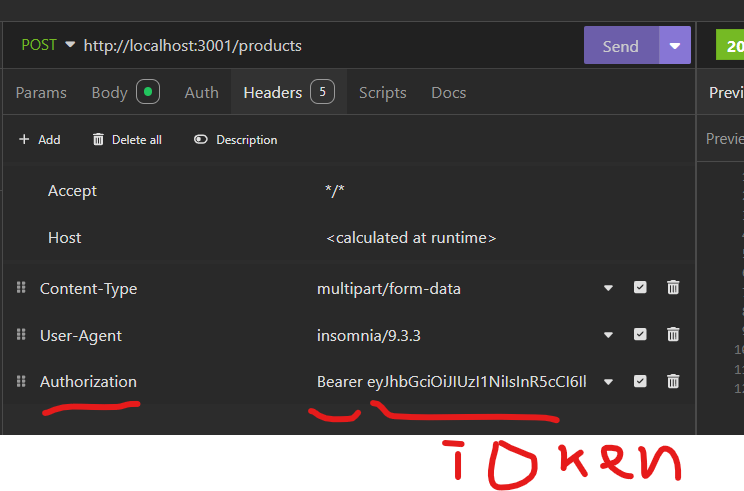 POST http://localhost:3001/products Send 20
Params Body Auth Headers 5 Scripts Docs Previ
+ Add Delete all Description Previe
Accept */*
Host <calculated at runtime>
Content-Type multipart/form-data
User-Agent insomnia/9.3.3
Authorization Bearer eyJhbGciOiJIUzI1NiIsInR5cCI6Il
Token